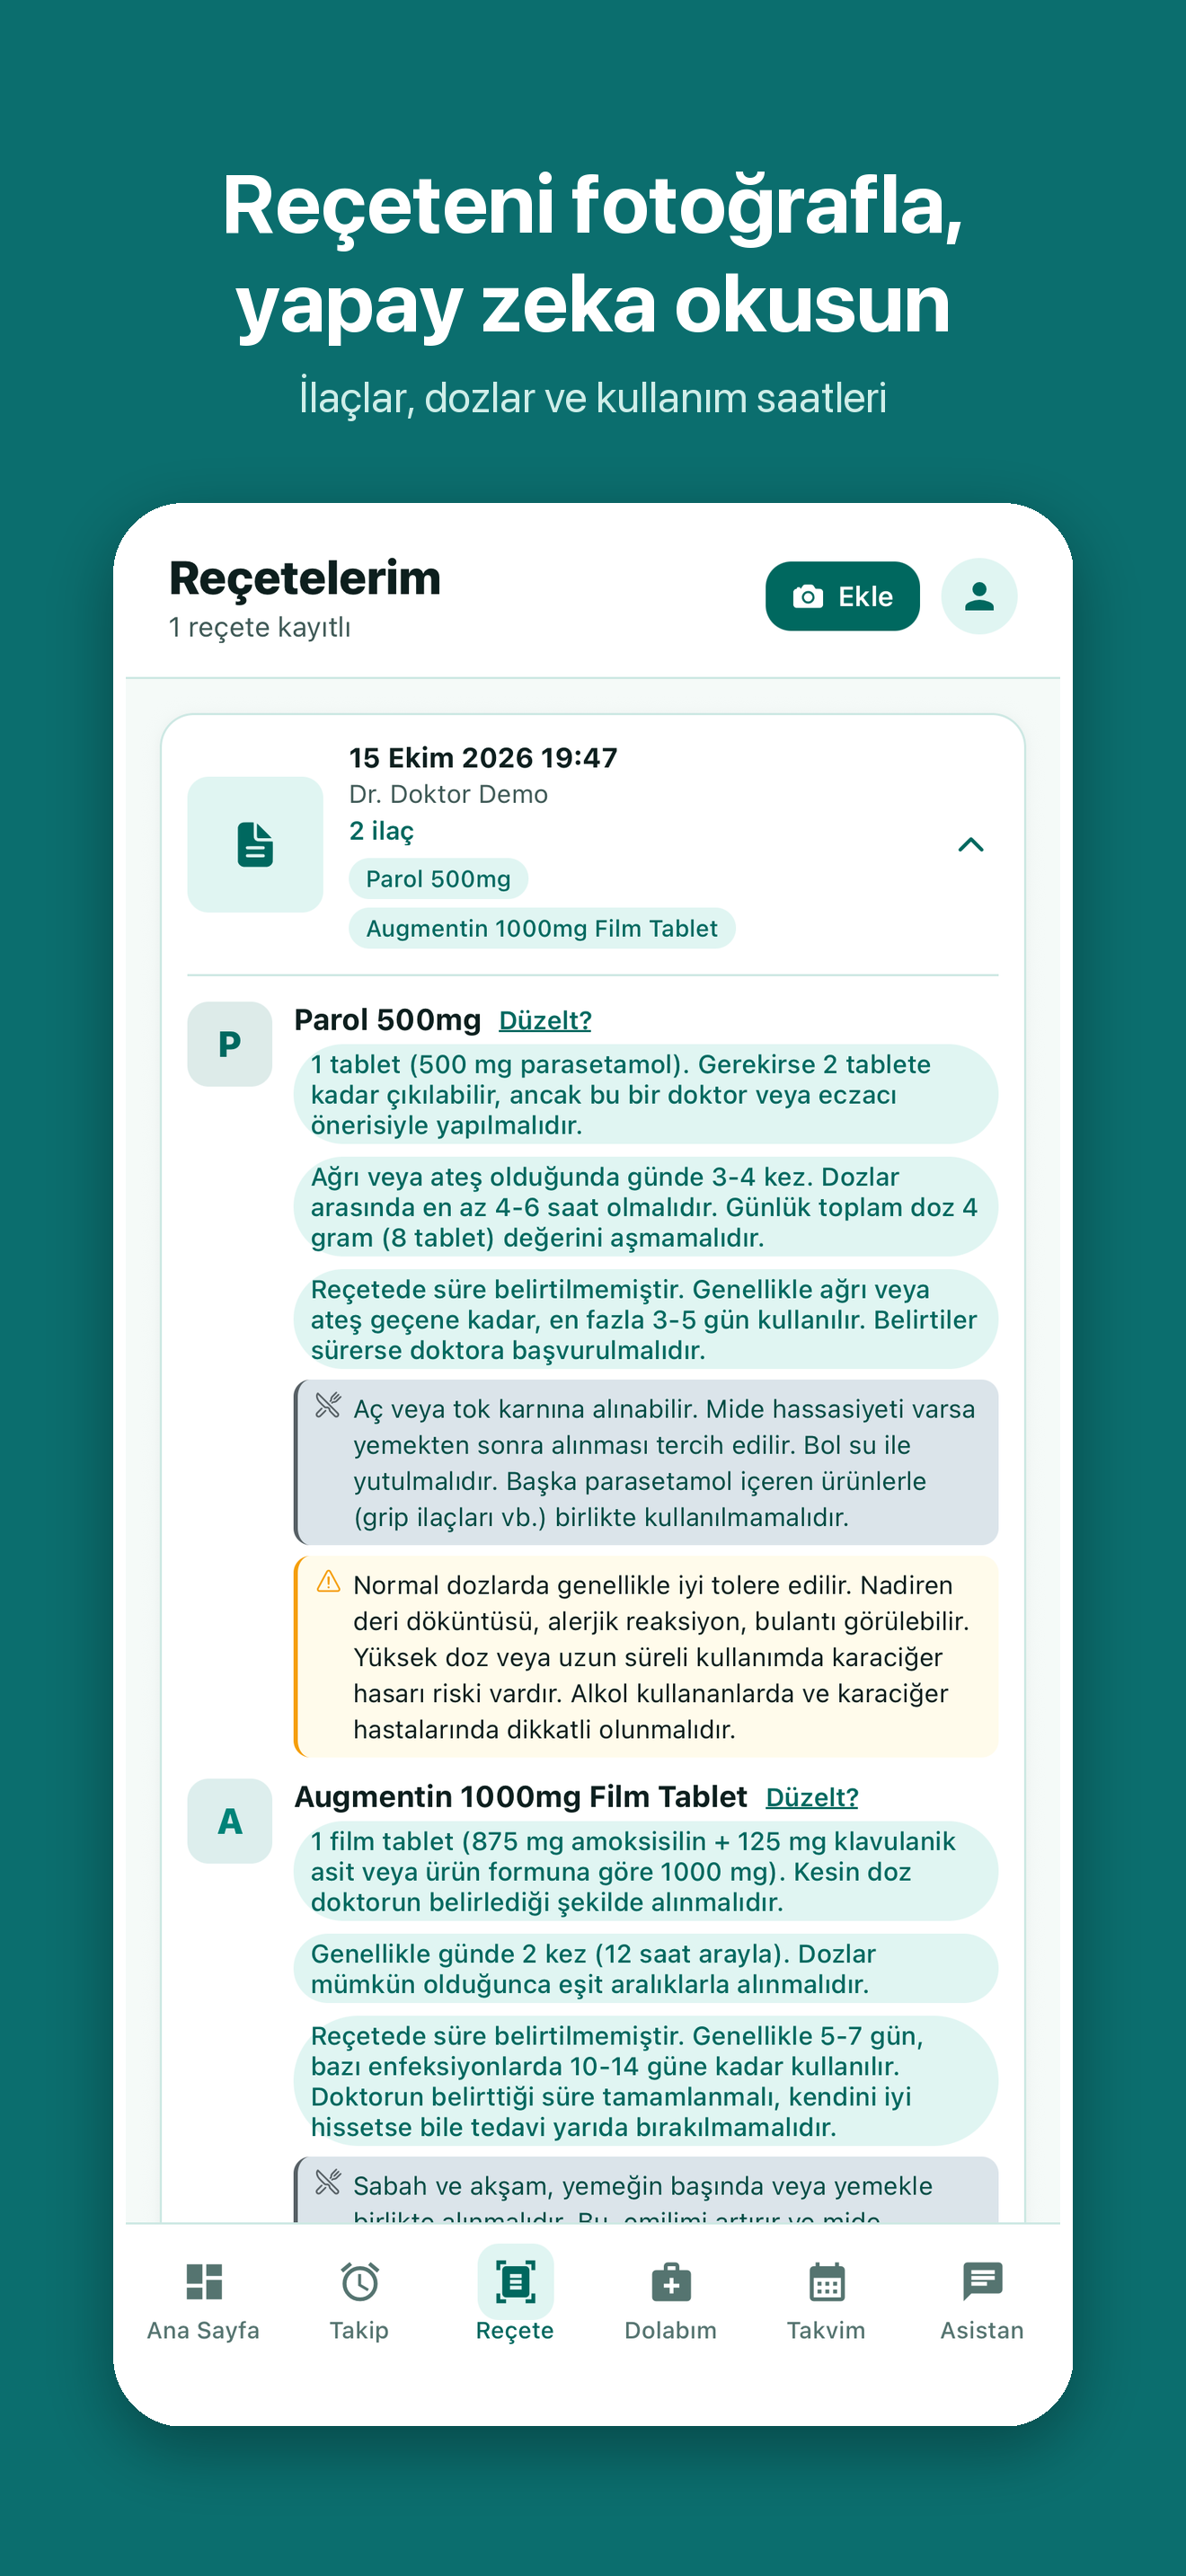 Reçeteni fotoğrafla,
yapay zeka okusun
İlaçlar, dozlar ve kullanım saatleri
Reçetelerim
1 reçete kayıtlı
Ekle
15 Ekim 2026 19:47
Dr. Doktor Demo
2 ilaç
Parol 500mg
Augmentin 1000mg Film Tablet
P
Parol 500mg Düzelt?
1 tablet (500 mg parasetamol). Gerekirse 2 tablete
kadar çıkılabilir, ancak bu bir doktor veya eczacı
önerisiyle yapılmalıdır.
Ağrı veya ateş olduğunda günde 3-4 kez. Dozlar
arasında en az 4-6 saat olmalıdır. Günlük toplam doz 4
gram (8 tablet) değerini aşmamalıdır.
Reçetede süre belirtilmemiştir. Genellikle ağrı veya
ateş geçene kadar, en fazla 3-5 gün kullanılır. Belirtiler
sürerse doktora başvurulmalıdır.
Aç veya tok karnına alınabilir. Mide hassasiyeti varsa
yemekten sonra alınması tercih edilir. Bol su ile
yutulmalıdır. Başka parasetamol içeren ürünlerle
(grip ilaçları vb.) birlikte kullanılmamalıdır.
Normal dozlarda genellikle iyi tolere edilir. Nadiren
deri döküntüsü, alerjik reaksiyon, bulantı görülebilir.
Yüksek doz veya uzun süreli kullanımda karaciğer
hasarı riski vardır. Alkol kullananlarda ve karaciğer
hastalarında dikkatli olunmalıdır.
A
Augmentin 1000mg Film Tablet Düzelt?
1 film tablet (875 mg amoksisilin + 125 mg klavulanik
asit veya ürün formuna göre 1000 mg). Kesin doz
doktorun belirlediği şekilde alınmalıdır.
Genellikle günde 2 kez (12 saat arayla). Dozlar
mümkün olduğunca eşit aralıklarla alınmalıdır.
Reçetede süre belirtilmemiştir. Genellikle 5-7 gün,
bazı enfeksiyonlarda 10-14 güne kadar kullanılır.
Doktorun belirttiği süre tamamlanmalı, kendini iyi
hissetse bile tedavi yarıda bırakılmamalıdır.
Sabah ve akşam, yemeğin başında veya yemekle
birlikte alınmalıdır. Bu, emilimi artırır ve mide
Ana Sayfa
Takip
Reçete
Dolabım
Takvim
Asistan